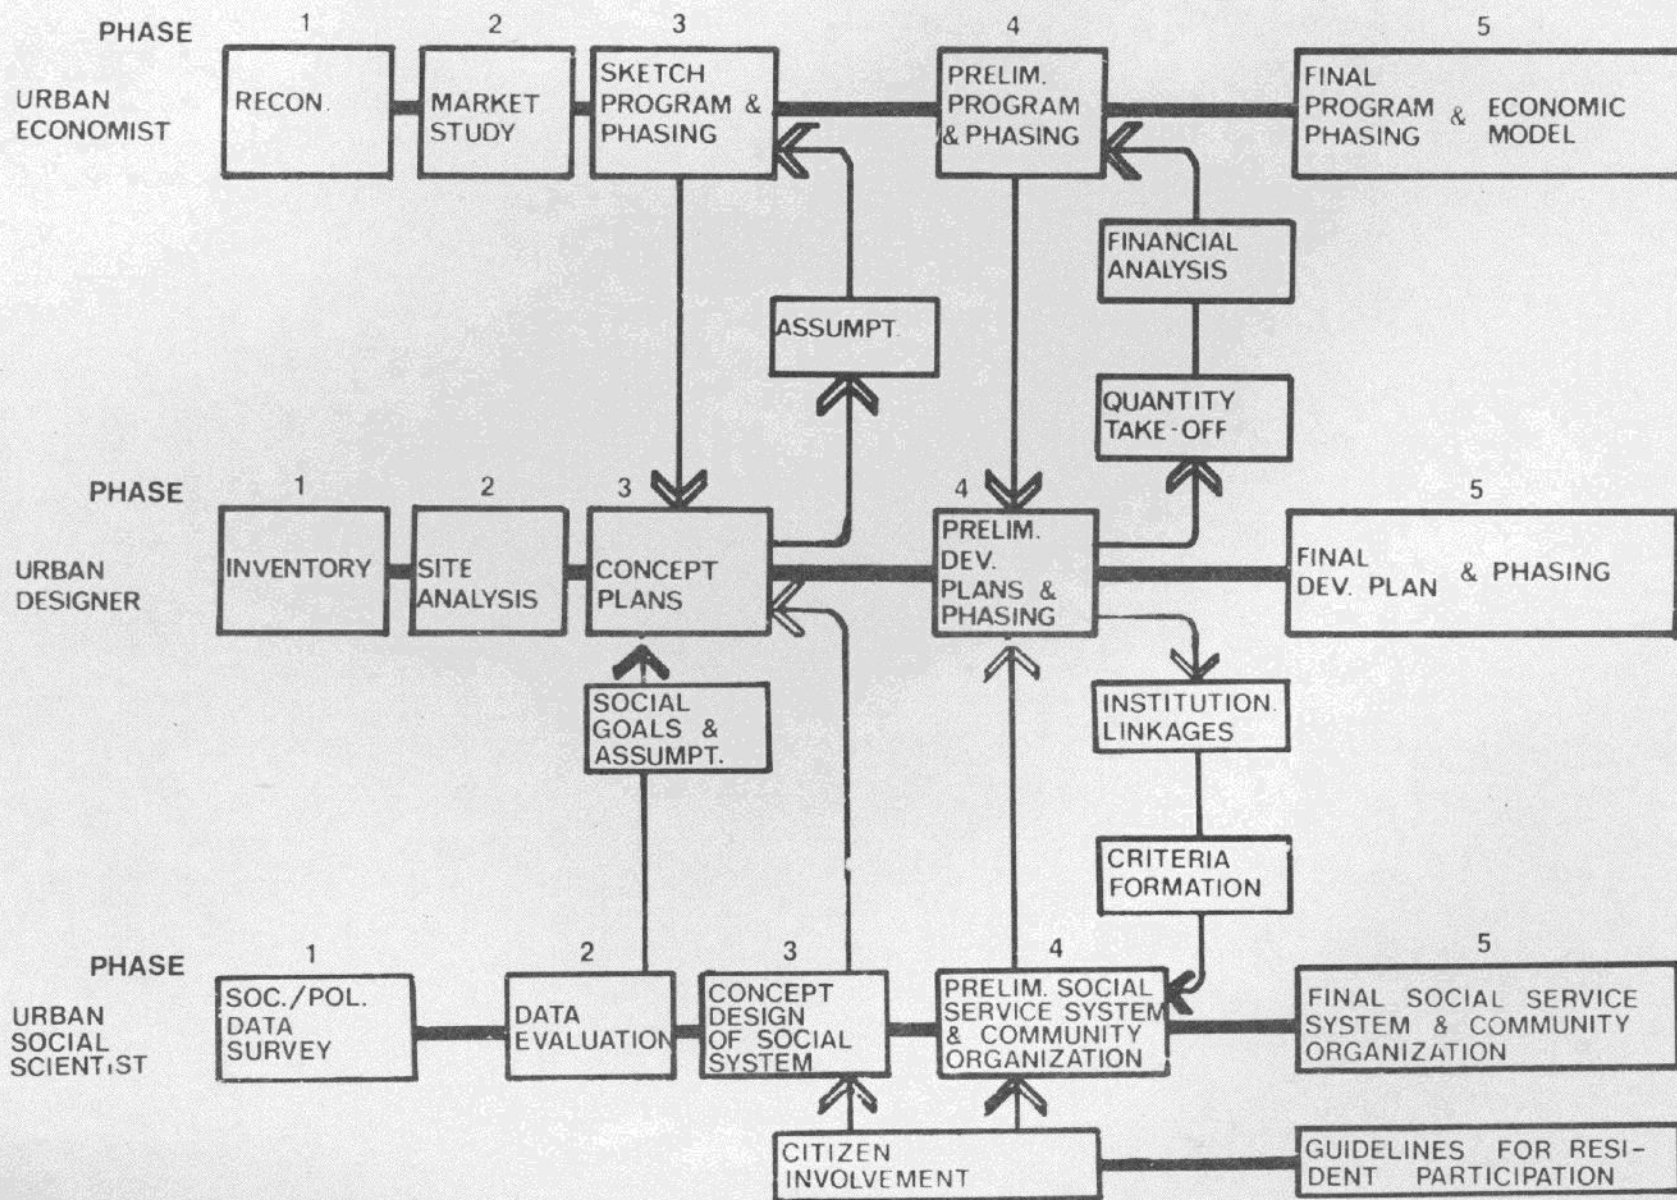 PHASE 1 2 3 4 5
URBAN
ECONOMIST
RECON.
MARKET
STUDY
SKETCH
PROGRAM &
PHASING
PRELIM.
PROGRAM
& PHASING
FINAL
PROGRAM & ECONOMIC
PHASING MODEL
ASSUMPT.
FINANCIAL
ANALYSIS
QUANTITY
TAKE-OFF
PHASE 1 2 3 4 5
URBAN
DESIGNER
INVENTORY
SITE
ANALYSIS
CONCEPT
PLANS
PRELIM.
DEV.
PLANS &
PHASING
FINAL
DEV. PLAN & PHASING
SOCIAL
GOALS &
ASSUMPT.
INSTITUTION.
LINKAGES
CRITERIA
FORMATION
PHASE 1 2 3 4 5
URBAN
SOCIAL
SCIENTIST
SOC./POL.
DATA
SURVEY
DATA
EVALUATION
CONCEPT
DESIGN
OF SOCIAL
SYSTEM
PRELIM. SOCIAL
SERVICE SYSTEM
& COMMUNITY
ORGANIZATION
FINAL SOCIAL SERVICE
SYSTEM & COMMUNITY
ORGANIZATION
CITIZEN
INVOLVEMENT
GUIDELINES FOR RESI-
DENT PARTICIPATION